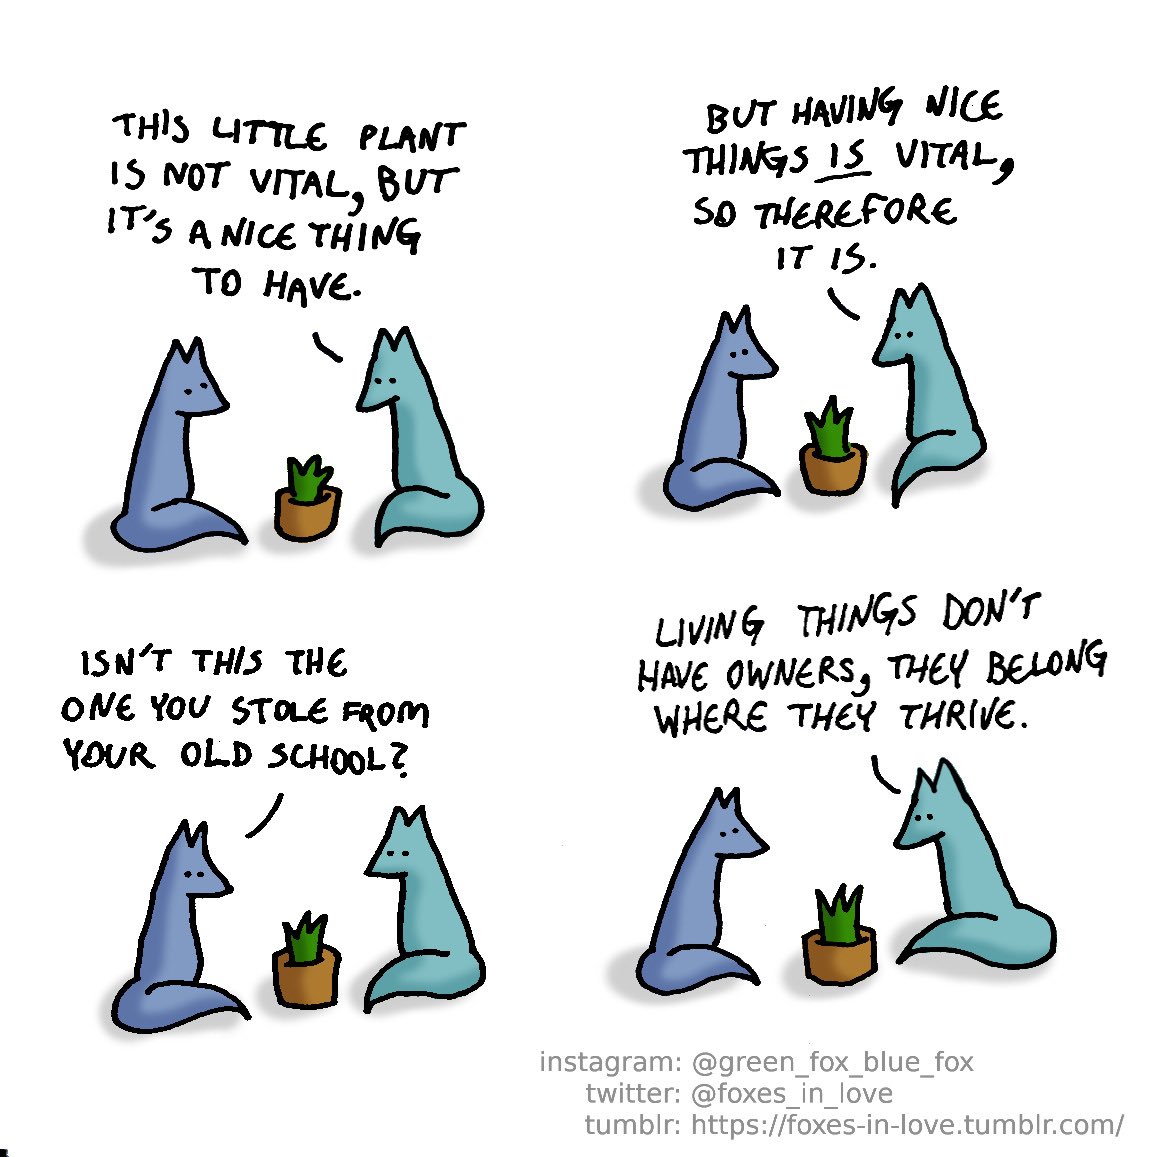 THIS LITTLE PLANT
IS NOT VITAL, BUT
IT'S A NICE THING
TO HAVE.
BUT HAVING NICE
THINGS IS VITAL,
SO THEREFORE
IT IS.
ISN'T THIS THE
ONE YOU STOLE FROM
YOUR OLD SCHOOL?
LIVING THINGS DON'T
HAVE OWNERS, THEY BELONG
WHERE THEY THRIVE.
instagram: @green_fox_blue_fox
twitter: @foxes_in_love
tumblr: https://foxes-in-love.tumblr.com/